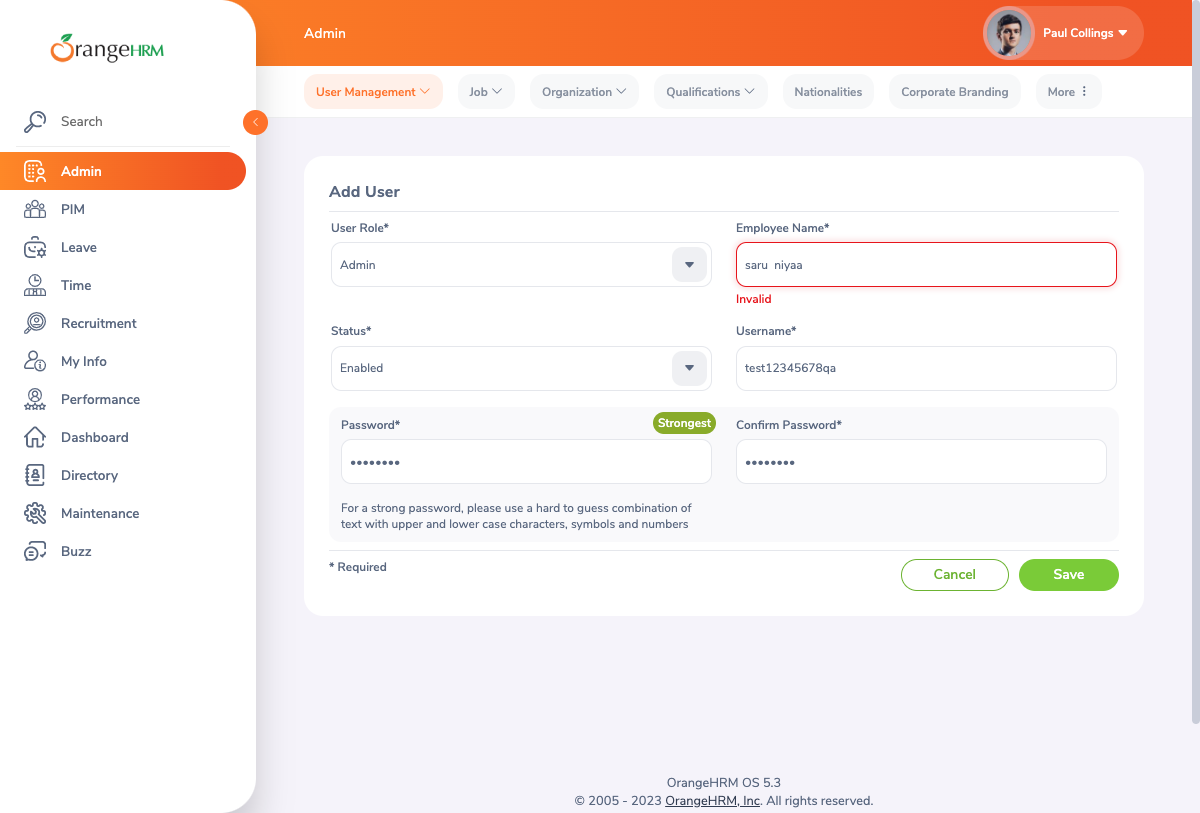 OrangeHRM
Admin
Paul Collings
User Management
Job
Organization
Qualifications
Nationalities
Corporate Branding
More
Search
Admin
PIM
Leave
Time
Recruitment
My Info
Performance
Dashboard
Directory
Maintenance
Buzz
Add User
User Role*
Employee Name*
Admin
saru  niyaa
Invalid
Status*
Username*
Enabled
test12345678qa
Password*
Strongest
Confirm Password*
For a strong password, please use a hard to guess combination of
text with upper and lower case characters, symbols and numbers
* Required
Cancel
Save
OrangeHRM OS 5.3
© 2005 - 2023 OrangeHRM, Inc. All rights reserved.